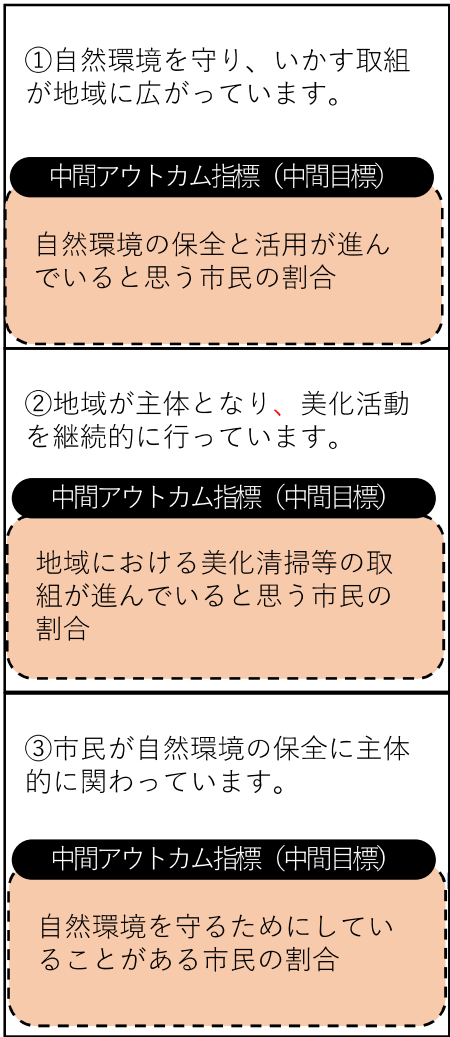 ①自然環境を守り、いかす取組
が地域に広がっています。
中間アウトカム指標（中間目標）
自然環境の保全と活用が進ん
でいると思う市民の割合
②地域が主体となり、美化活動
を継続的に行っています。
中間アウトカム指標（中間目標）
地域における美化清掃等の取
組が進んでいると思う市民の
割合
③市民が自然環境の保全に主体
的に関わっています。
中間アウトカム指標（中間目標）
自然環境を守るためにしてい
ることがある市民の割合